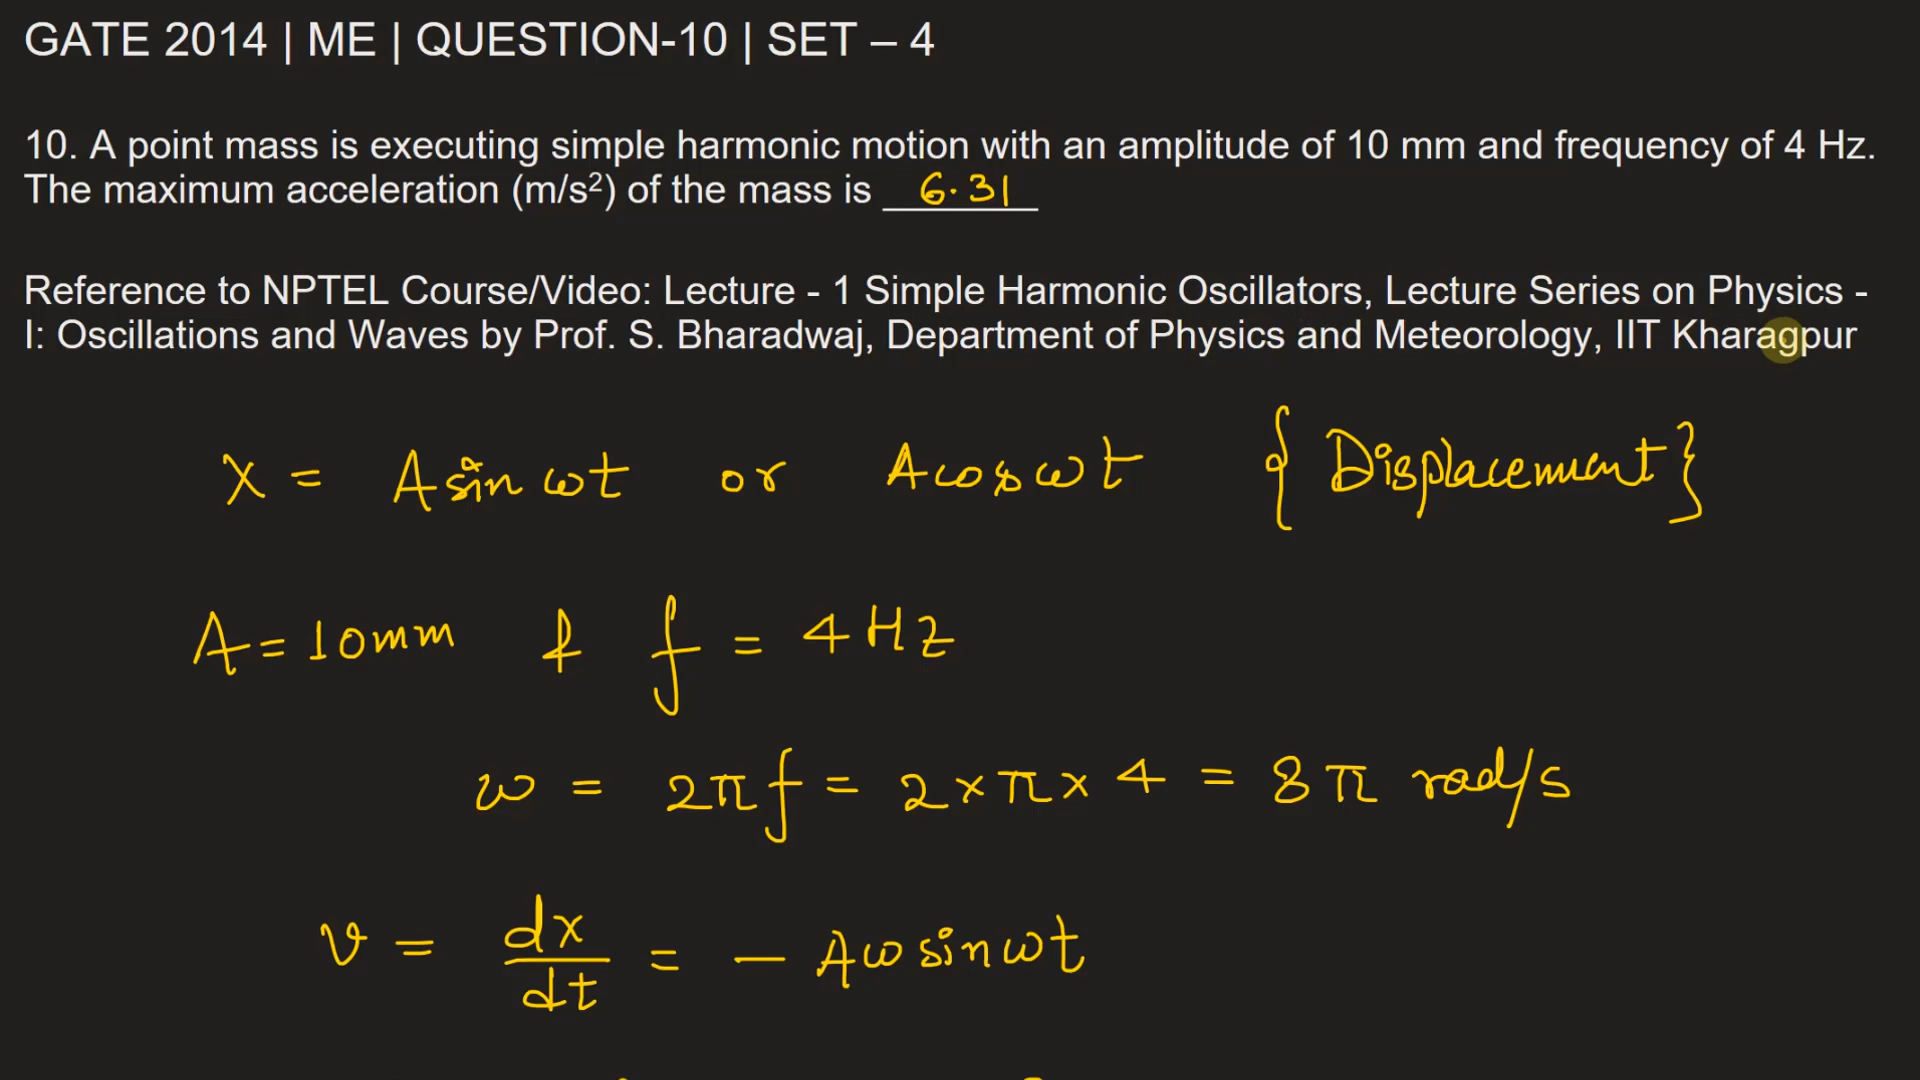 GATE 2014 | ME | QUESTION-10 | SET – 4
10. A point mass is executing simple harmonic motion with an amplitude of 10 mm and frequency of 4 Hz.
The maximum acceleration (m/s²) of the mass is 6.31
Reference to NPTEL Course/Video: Lecture - 1 Simple Harmonic Oscillators, Lecture Series on Physics -
I: Oscillations and Waves by Prof. S. Bharadwaj, Department of Physics and Meteorology, IIT Kharagpur
x = A sin ωt or A cos ωt { Displacement }
A = 10mm & f = 4 Hz
ω = 2πf = 2 × π × 4 = 8π rad/s
v = dx/dt = - Aω sin ωt